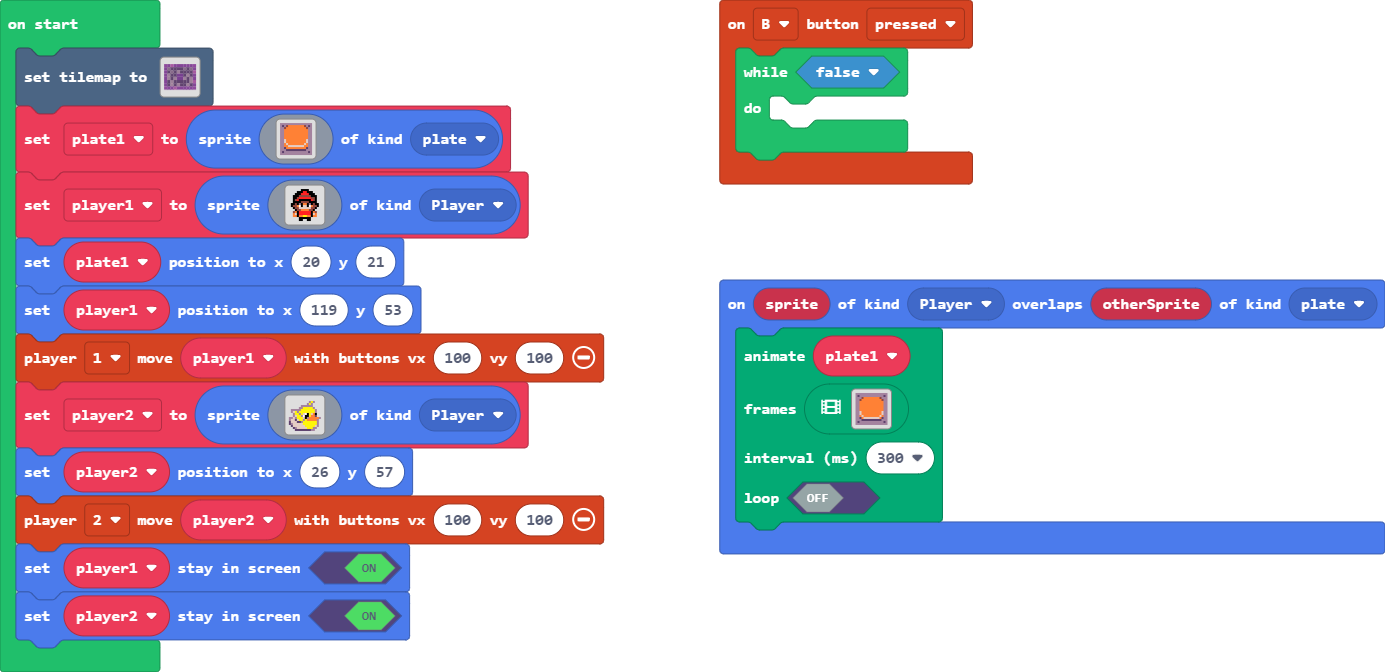 on start
set tilemap to
set plate1 to sprite of kind plate
set player1 to sprite of kind Player
set plate1 position to x 20 y 21
set player1 position to x 119 y 53
player 1 move player1 with buttons vx 100 vy 100
set player2 to sprite of kind Player
set player2 position to x 26 y 57
player 2 move player2 with buttons vx 100 vy 100
set player1 stay in screen ON
set player2 stay in screen ON
on B button pressed
while false
do
on sprite of kind Player overlaps otherSprite of kind plate
animate plate1
frames
interval (ms) 300
loop OFF